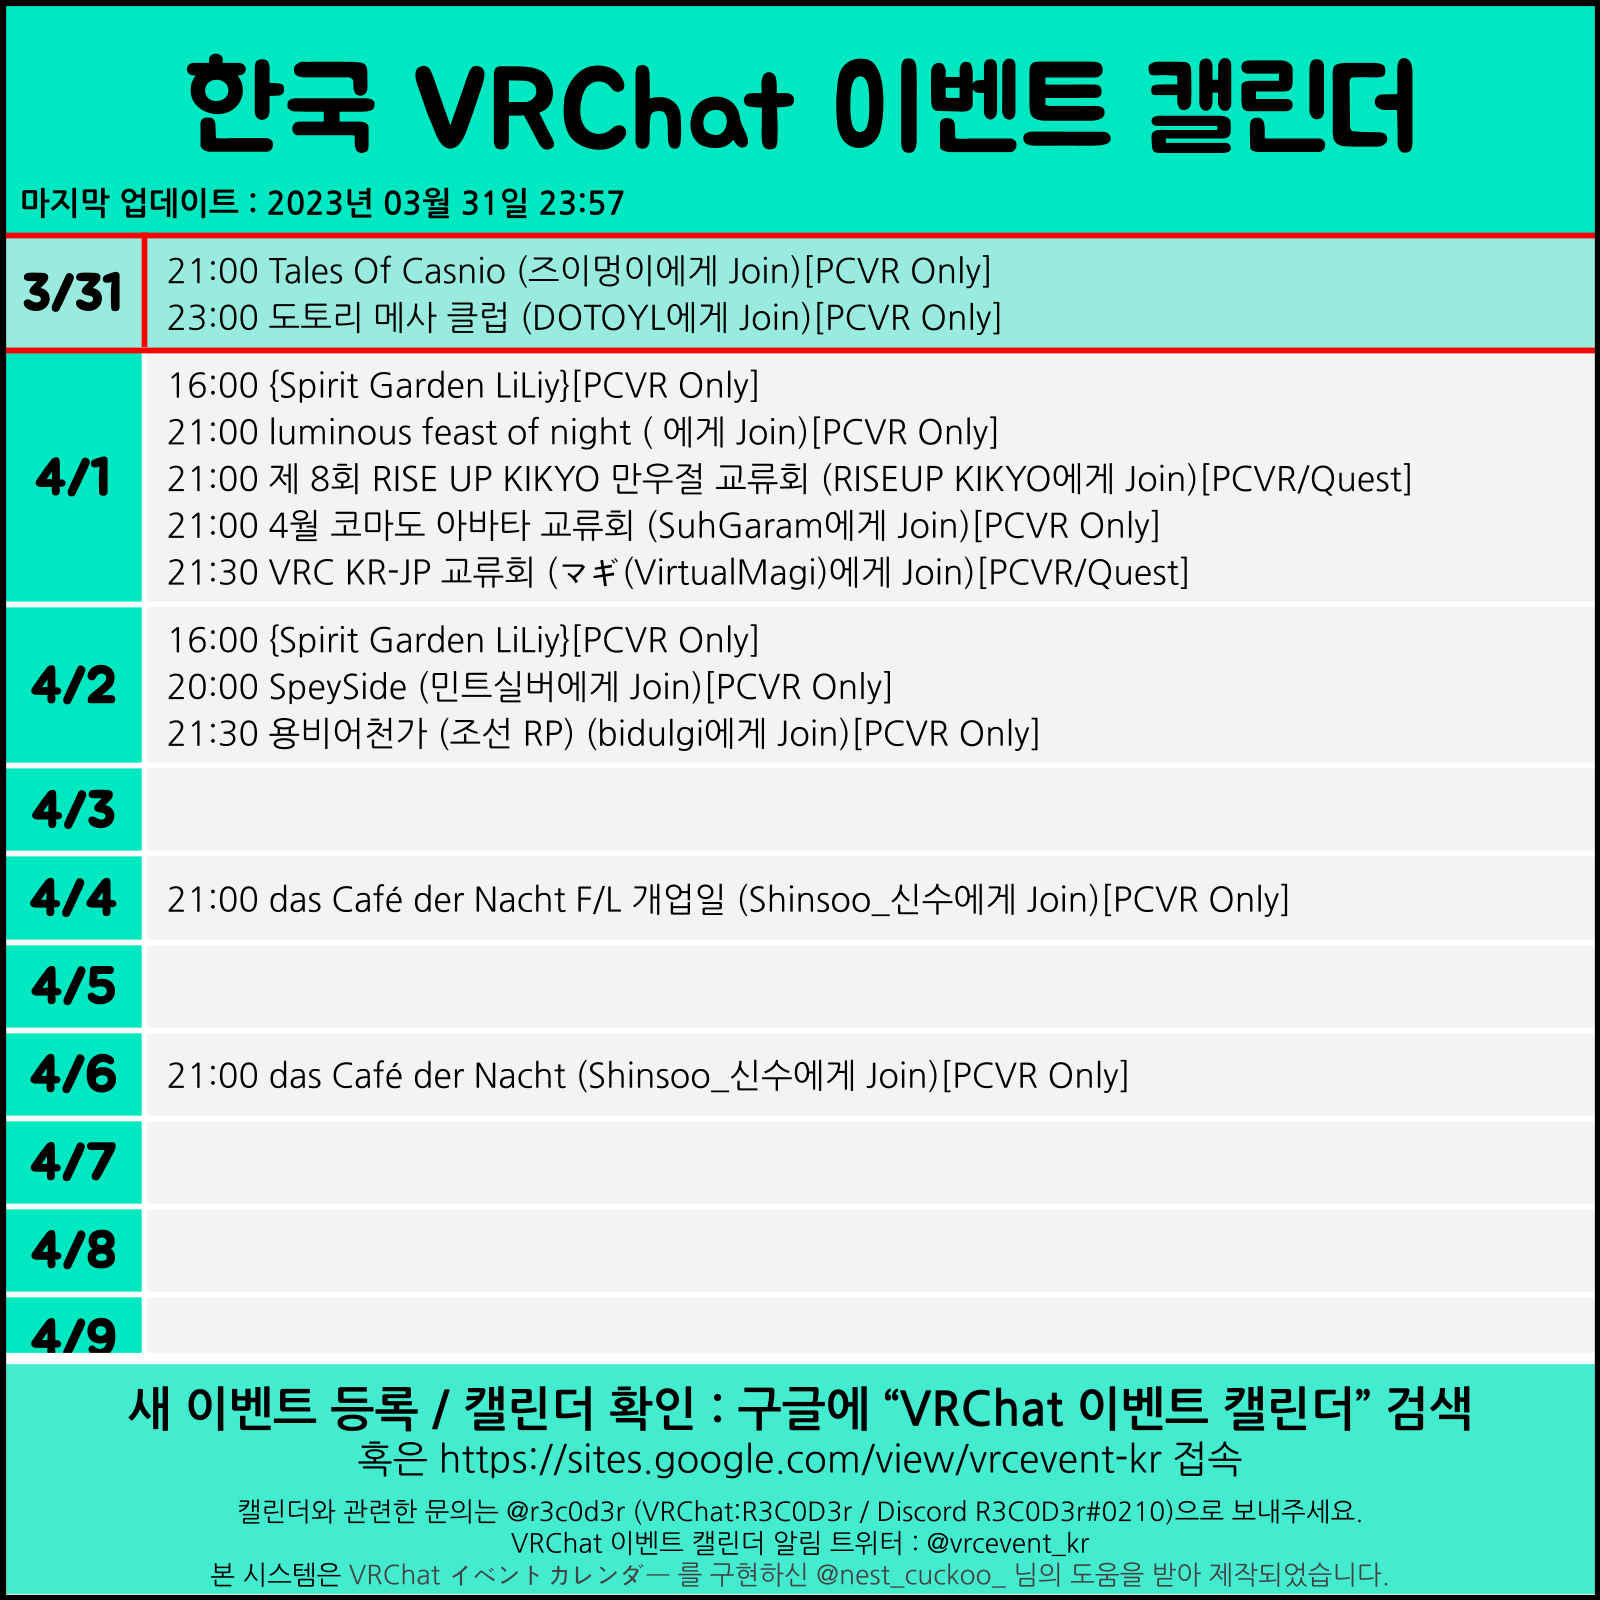 한국 VRChat 이벤트 캘린더
마지막 업데이트 : 2023년 03월 31일 23:57
3/31
21:00 Tales Of Casnio (즈이멍이에게 Join)[PCVR Only]
23:00 도토리 메사 클럽 (DOTOYL에게 Join)[PCVR Only]
4/1
16:00 {Spirit Garden LiLiy}[PCVR Only]
21:00 luminous feast of night ( 에게 Join)[PCVR Only]
21:00 제 8회 RISE UP KIKYO 만우절 교류회 (RISEUP KIKYO에게 Join)[PCVR/Quest]
21:00 4월 코마도 아바타 교류회 (SuhGaram에게 Join)[PCVR Only]
21:30 VRC KR-JP 교류회 (マギ(VirtualMagi)에게 Join)[PCVR/Quest]
4/2
16:00 {Spirit Garden LiLiy}[PCVR Only]
20:00 SpeySide (민트실버에게 Join)[PCVR Only]
21:30 용비어천가 (조선 RP) (bidulgi에게 Join)[PCVR Only]
4/3
4/4
21:00 das Café der Nacht F/L 개업일 (Shinsoo_신수에게 Join)[PCVR Only]
4/5
4/6
21:00 das Café der Nacht (Shinsoo_신수에게 Join)[PCVR Only]
4/7
4/8
4/9
새 이벤트 등록 / 캘린더 확인 : 구글에 “VRChat 이벤트 캘린더” 검색
혹은 https://sites.google.com/view/vrcevent-kr 접속
캘린더와 관련한 문의는 @r3c0d3r (VRChat:R3C0D3r / Discord R3C0D3r#0210)으로 보내주세요.
VRChat 이벤트 캘린더 알림 트위터 : @vrcevent_kr
본 시스템은 VRChat イベントカレンダー 를 구현하신 @nest_cuckoo_ 님의 도움을 받아 제작되었습니다.